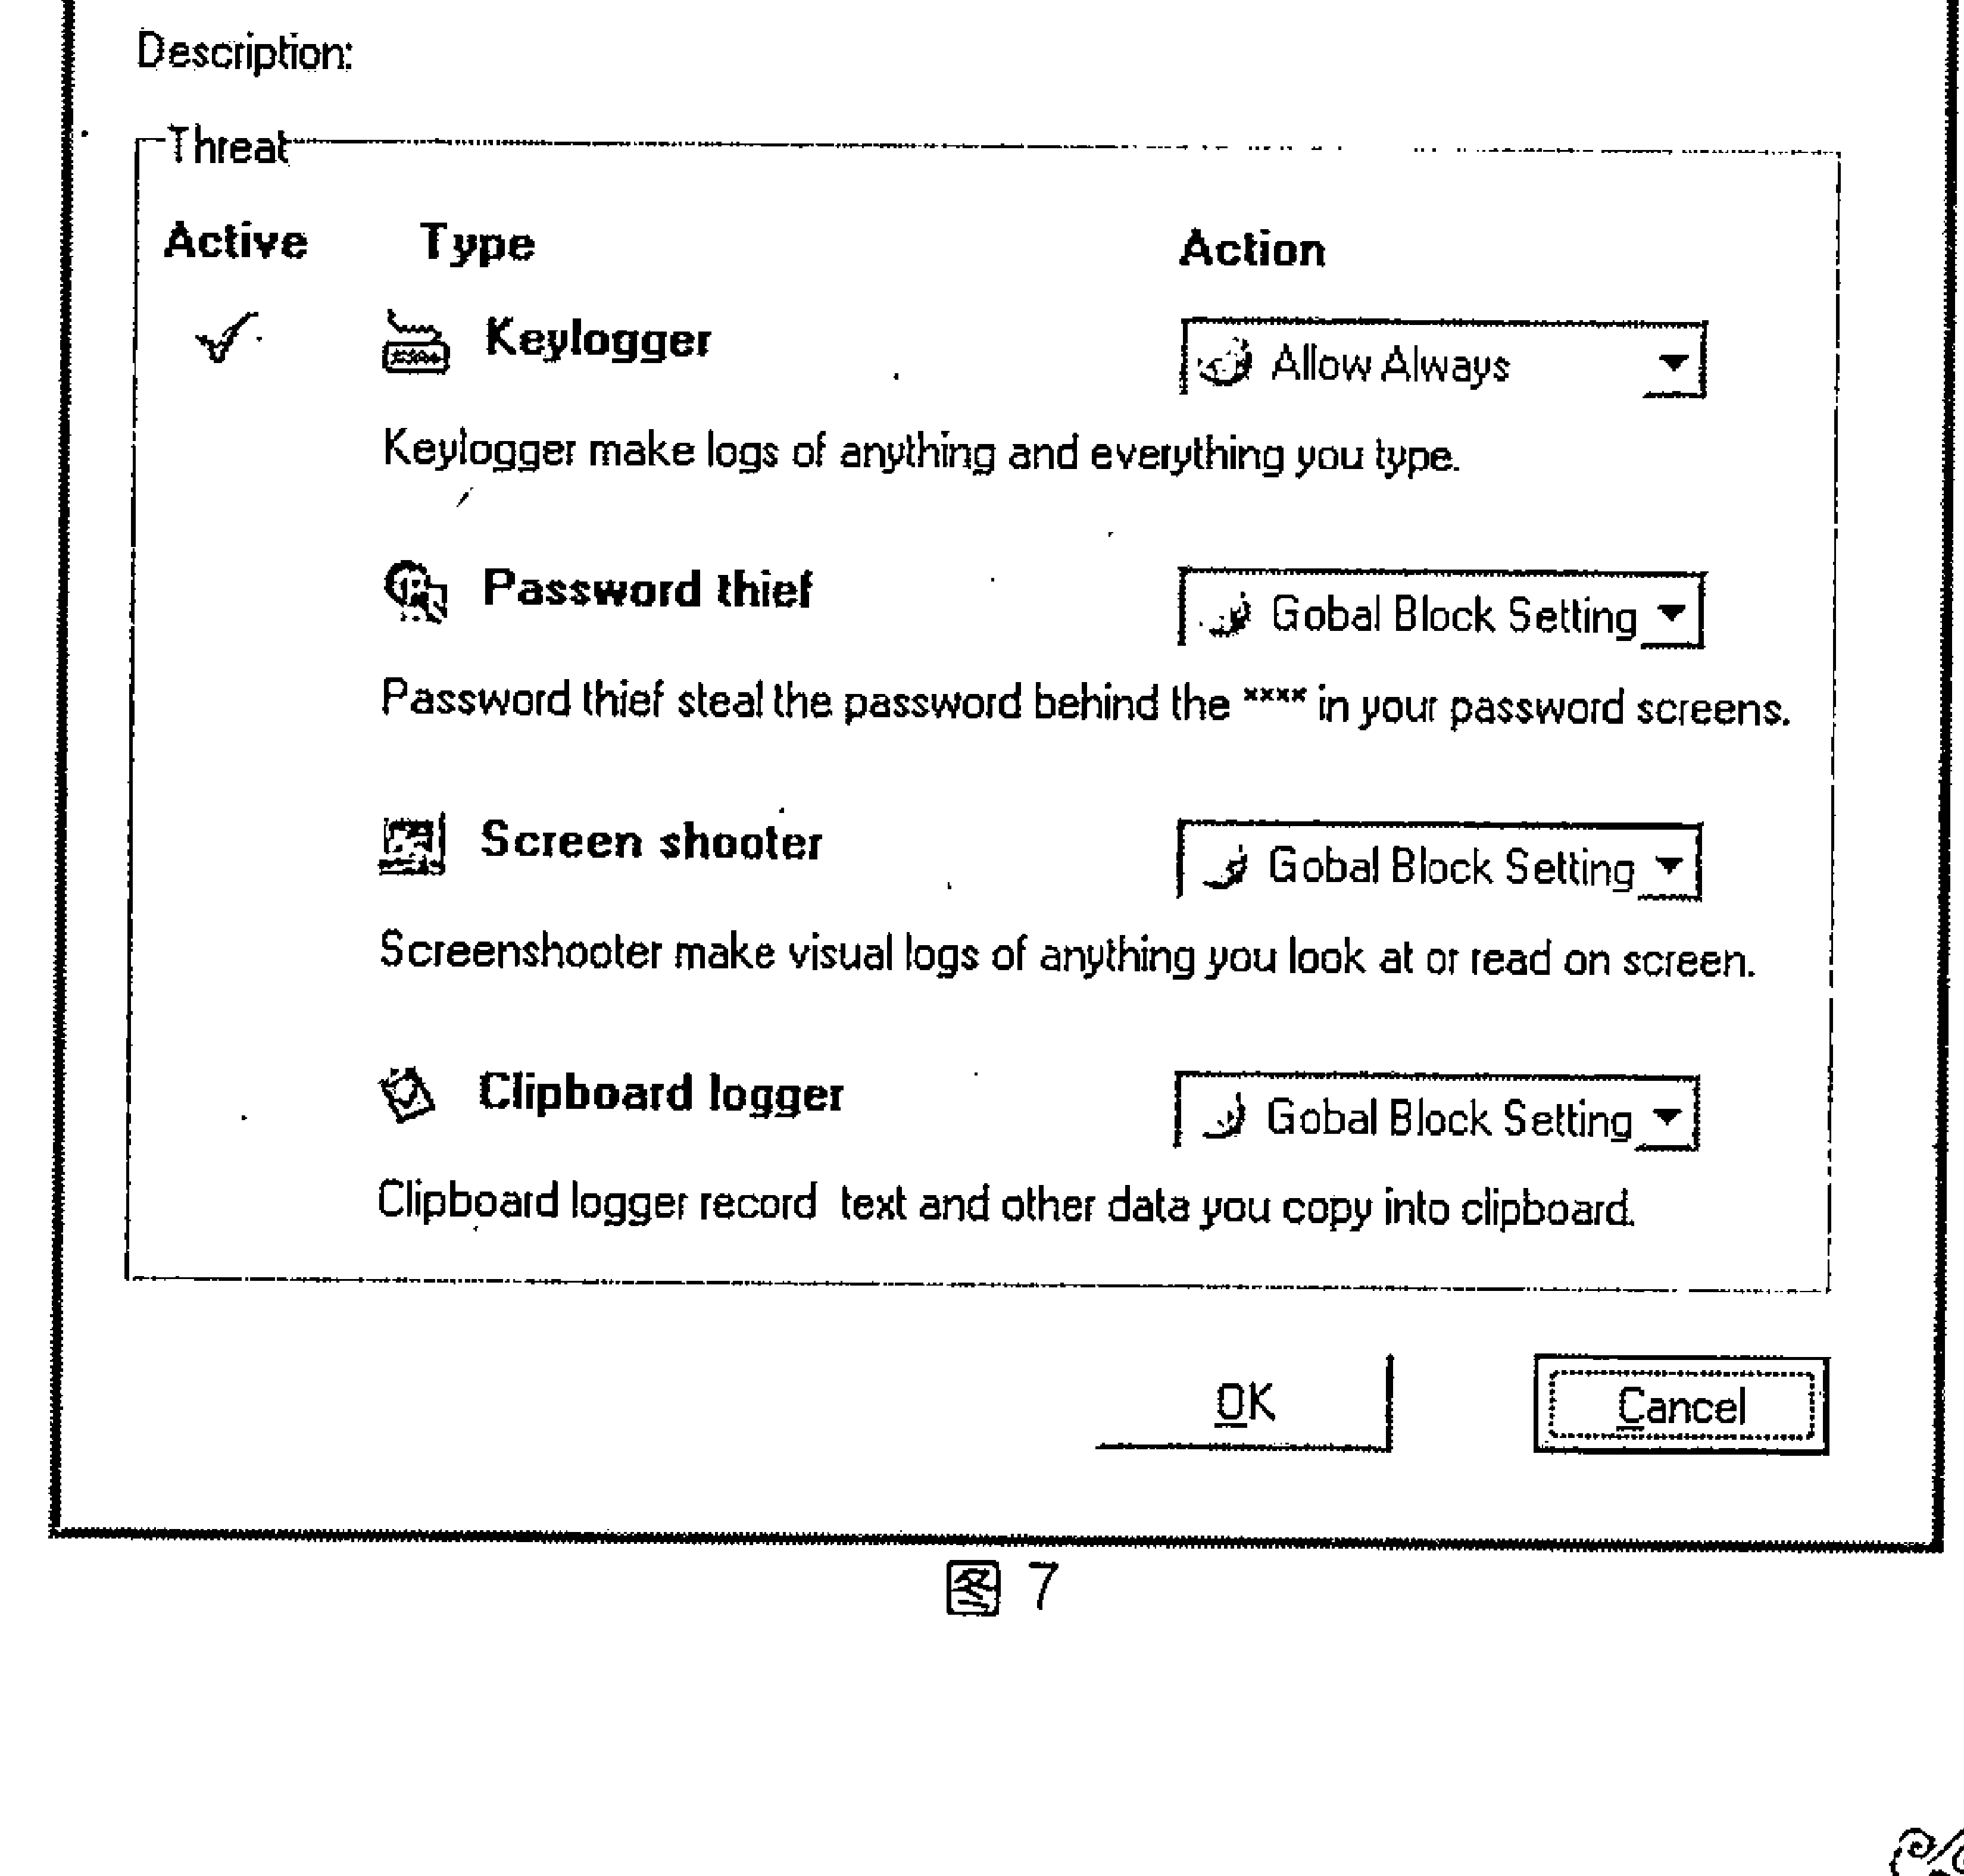 Description:
Threat
Active Type Action
Keylogger Allow Always
Keylogger make logs of anything and everything you type.
Password thief Gobal Block Setting
Password thief steal the password behind the **** in your password screens.
Screen shooter Gobal Block Setting
Screenshooter make visual logs of anything you look at or read on screen.
Clipboard logger Gobal Block Setting
Clipboard logger record text and other data you copy into clipboard.
OK Cancel
图 7